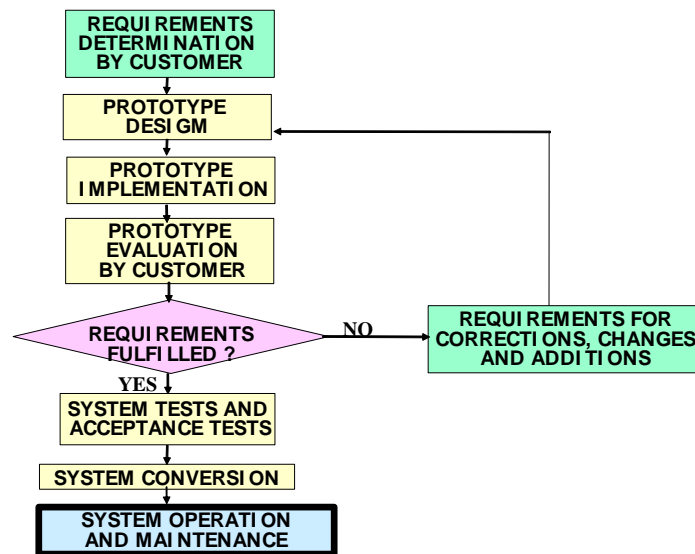 REQUIREMENTS
DETERMINATION
BY CUSTOMER
PROTOTYPE
DESIGM
PROTOTYPE
IMPLEMENTATION
PROTOTYPE
EVALUATION
BY CUSTOMER
REQUIREMENTS
FULFILLED ?
NO
REQUIREMENTS FOR
CORRECTIONS, CHANGES
AND ADDITIONS
YES
SYSTEM TESTS AND
ACCEPTANCE TESTS
SYSTEM CONVERSION
SYSTEM OPERATION
AND MAINTENANCE